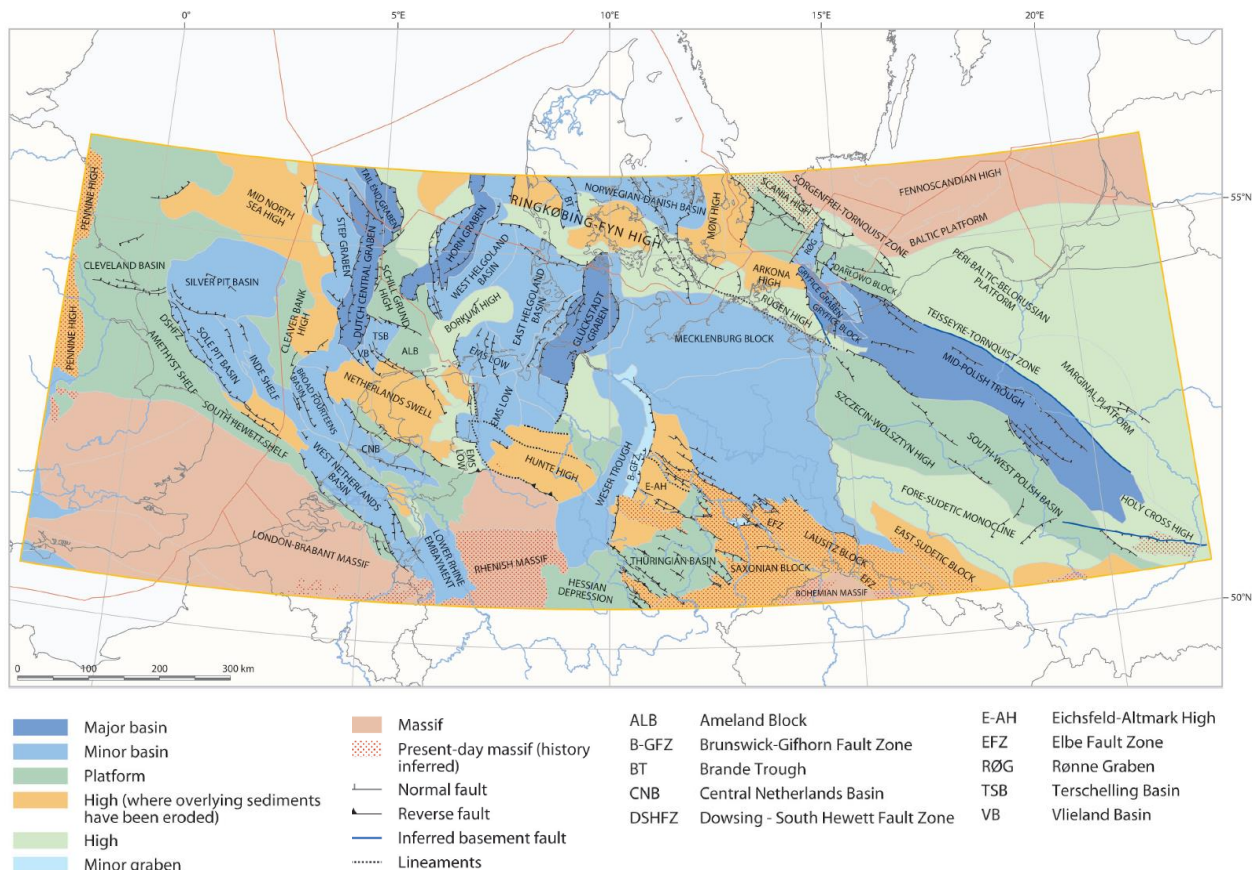 0°
5°E
10°E
15°E
20°E
55°N
50°N
PENNINE HIGH
MID NORTH
SEA HIGH
CLEVELAND BASIN
SILVER PIT BASIN
PENNINE HIGH
DSHFZ
SOLE PIT BASIN
AMETHYST SHELF
INDE SHELF
SOUTH HEWETT SHELF
CLEAVER BANK
HIGH
BROAD FOURTEENS
BASIN
STEP GRABEN
TAIL END GRABEN
DUTCH CENTRAL GRABEN
SCHILL GRUND
HIGH
TSB
VB
ALB
NETHERLANDS SWELL
CNB
WEST NETHERLANDS
BASIN
LONDON-BRABANT MASSIF
LOWER RHINE
EMBAYMENT
RHENISH MASSIF
HORN GRABEN
WEST HELGOLAND
BASIN
BORKUM HIGH
EAST HELGOLAND
BASIN
EMS LOW
EMS LOW
EMS
LOW
GLÜCKSTADT
GRABEN
HUNTE HIGH
WESER TROUGH
B-GFZ
E-AH
HESSIAN
DEPRESSION
THURINGIAN BASIN
SAXONIAN BLOCK
EFZ
LAUSITZ BLOCK
EFZ
BOHEMIAN MASSIF
EAST SUDETIC BLOCK
BT
RINGKØBING-FYN HIGH
NORWEGIAN-DANISH BASIN
MØN HIGH
ARKONA
HIGH
RÜGEN HIGH
MECKLENBURG BLOCK
SCANIA HIGH
SORGENFREI-TORNQUIST ZONE
RØG
GRYFICE GRABEN
GRYFICE BLOCK
DARŁOWO BLOCK
FENNOSCANDIAN HIGH
BALTIC PLATFORM
PERI-BALTIC-BELORUSSIAN
PLATFORM
TEISSEYRE-TORNQUIST ZONE
MARGINAL PLATFORM
MID-POLISH TROUGH
SZCZECIN-WOLSZTYN HIGH
SOUTH-WEST POLISH BASIN
FORE-SUDETIC MONOCLINE
HOLY CROSS HIGH
0 100 200 300 km
Major basin
Minor basin
Platform
High (where overlying sediments
have been eroded)
High
Minor graben
Massif
Present-day massif (history
inferred)
Normal fault
Reverse fault
Inferred basement fault
Lineaments
ALB Ameland Block
B-GFZ Brunswick-Gifhorn Fault Zone
BT Brande Trough
CNB Central Netherlands Basin
DSHFZ Dowsing - South Hewett Fault Zone
E-AH Eichsfeld-Altmark High
EFZ Elbe Fault Zone
RØG Rønne Graben
TSB Terschelling Basin
VB Vlieland Basin